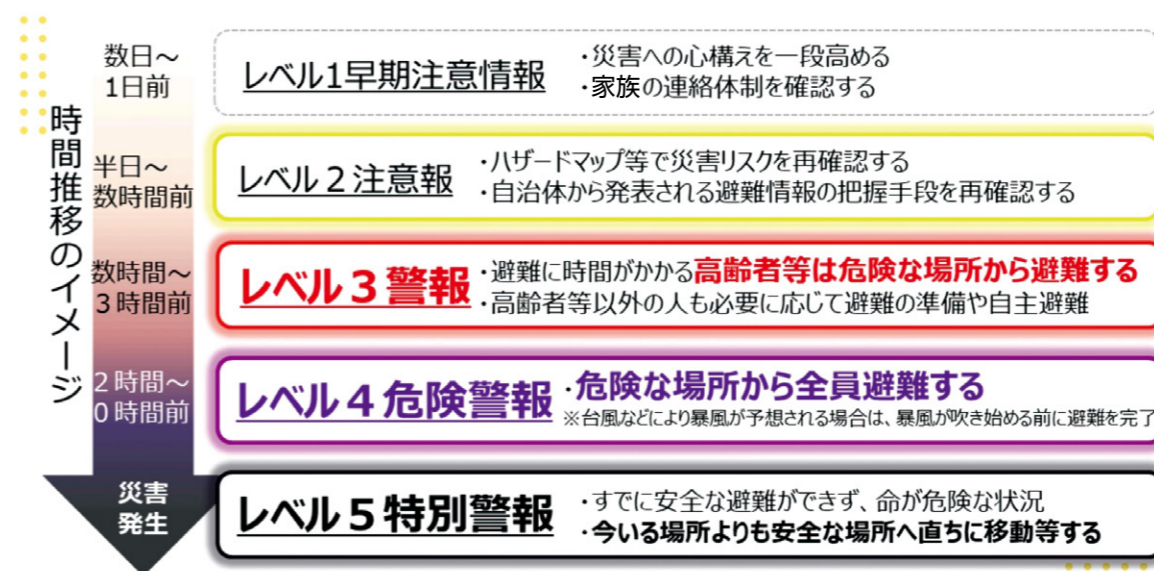 時間推移のイメージ
数日～
1日前
レベル1早期注意情報
・災害への心構えを一段高める
・家族の連絡体制を確認する
半日～
数時間前
レベル２注意報
・ハザードマップ等で災害リスクを再確認する
・自治体から発表される避難情報の把握手段を再確認する
数時間～
３時間前
レベル３警報
・避難に時間がかかる高齢者等は危険な場所から避難する
・高齢者等以外の人も必要に応じて避難の準備や自主避難
２時間～
０時間前
レベル４危険警報
・危険な場所から全員避難する
※台風などにより暴風が予想される場合は、暴風が吹き始める前に避難を完了
災害
発生
レベル５特別警報
・すでに安全な避難ができず、命が危険な状況
・今いる場所よりも安全な場所へ直ちに移動等する